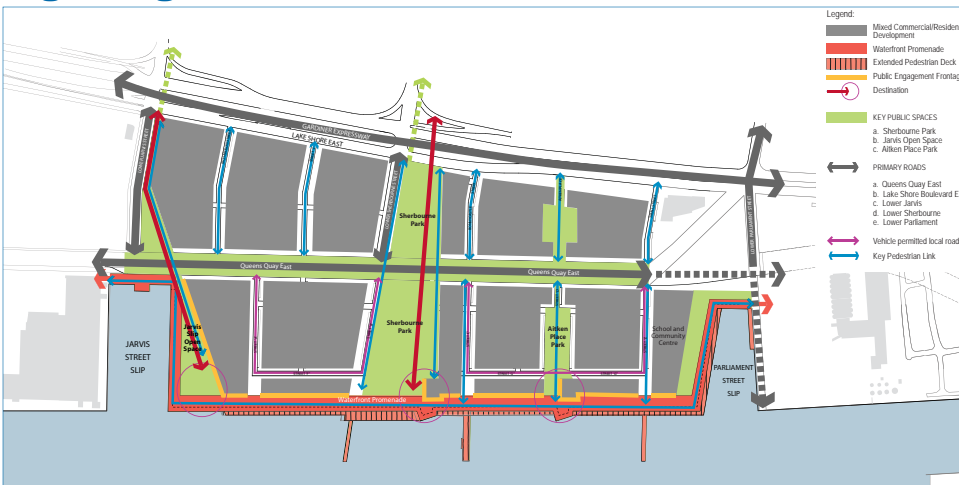 Legend:
Mixed Commercial/Residen
Development
Waterfront Promenade
Extended Pedestrian Deck
Public Engagement Frontag
Destination
KEY PUBLIC SPACES
a. Sherbourne Park
b. Jarvis Open Space
c. Aitken Place Park
PRIMARY ROADS
a. Queens Quay East
b. Lake Shore Boulevard E
c. Lower Jarvis
d. Lower Sherbourne
e. Lower Parliament
Vehicle permitted local road
Key Pedestrian Link
GARDINER EXPRESSWAY
LAKE SHORE EAST
LOWER PARLIAMENT STREET
Sherbourne
Park
Queens Quay East
Queens Quay East
Jarvis
Slip
Open
Space
Sherbourne
Park
Aitken
Place
Park
School and
Community
Centre
JARVIS
STREET
SLIP
PARLIAMENT
STREET
SLIP
Waterfront Promenade